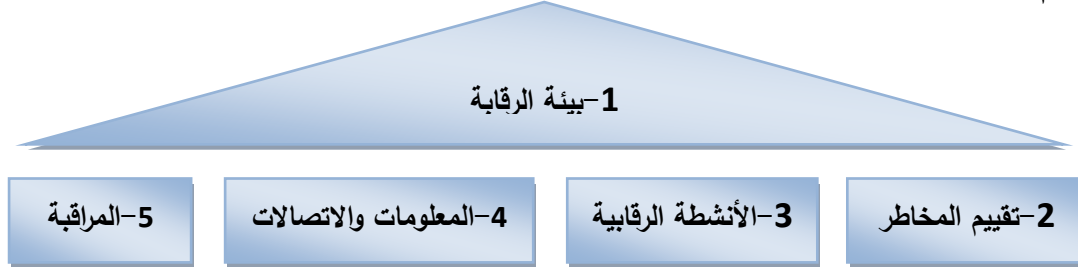 1-بيئة الرقابة
2-تقييم المخاطر
3-الأنشطة الرقابية
4-المعلومات والاتصالات
5-المراقبة